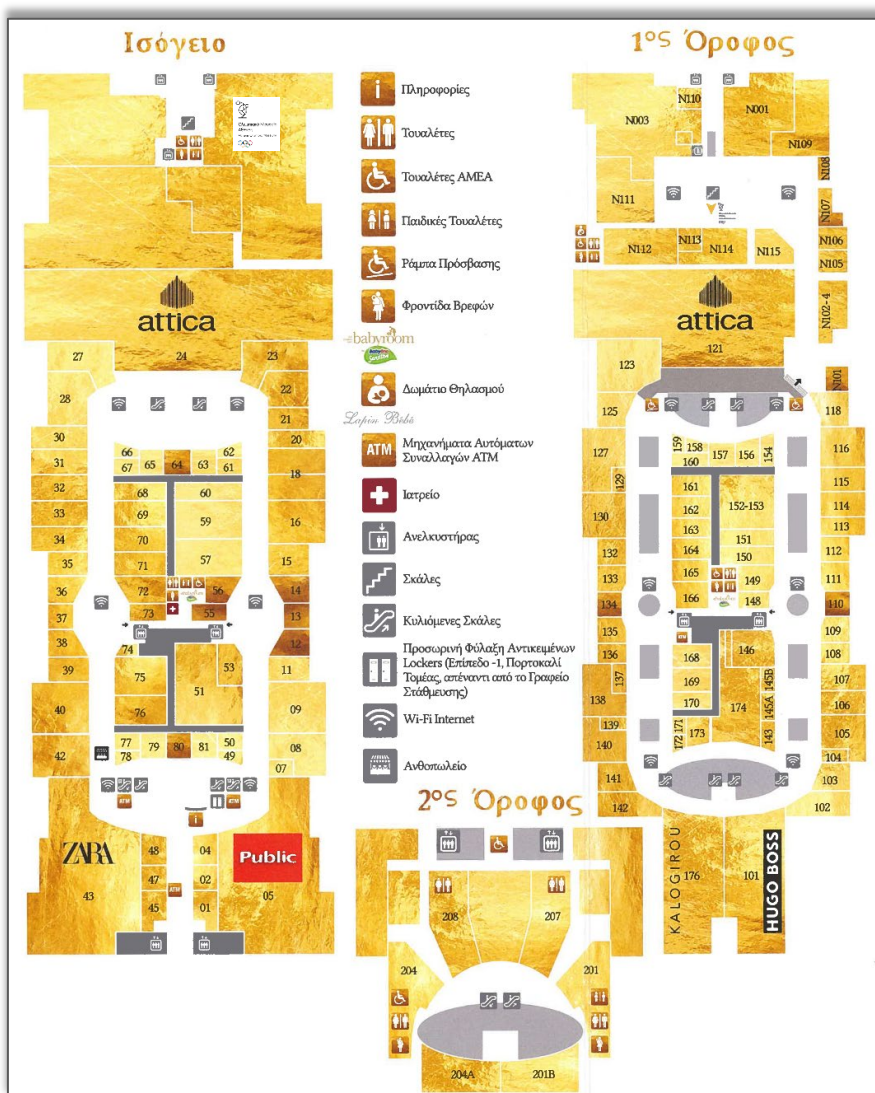 Ισόγειο
24
attica
27
23
28
22
21
30
20
31
32
18
33
16
34
35
15
36
14
37
13
38
12
39
11
40
09
42
08
07
66
67
65
64
63
62
61
68
60
69
59
70
71
57
72
56
73
55
74
75
53
51
76
77
78
79
80
81
50
49
ATM
ATM
ZARA
43
48
47
45
ATM
04
02
01
Public
05
Πληροφορίες
Τουαλέτες
Τουαλέτες ΑΜΕΑ
Παιδικές Τουαλέτες
Ράμπα Πρόσβασης
Φροντίδα Βρεφών
babyroom
Δωμάτιο Θηλασμού
Lapin Bébé
ATM
Μηχανήματα Αυτόματων
Συναλλαγών ATM
Ιατρείο
Ανελκυστήρας
Σκάλες
Κυλιόμενες Σκάλες
Προσωρινή Φύλαξη Αντικειμένων
Lockers (Επίπεδο -1, Πορτοκαλί
Τομέας, απέναντι από το Γραφείο
Στάθμευσης)
Wi-Fi Internet
Ανθοπωλείο
2ος Όροφος
208
207
204
201
204A
201B
1ος Όροφος
N003
N110
N001
N109
N108
N111
N107
N112
N113
N114
N115
N106
N105
N102-4
attica
121
N101
123
125
118
127
129
116
115
130
114
113
132
112
133
111
134
110
135
109
136
108
137
107
138
106
139
105
140
104
141
103
142
102
159
158
160
157
156
154
161
152-153
162
163
151
164
150
165
149
166
148
ATM
168
146
169
145B
170
174
145A
172
171
173
143
KALOGIROU
176
101
HUGO BOSS